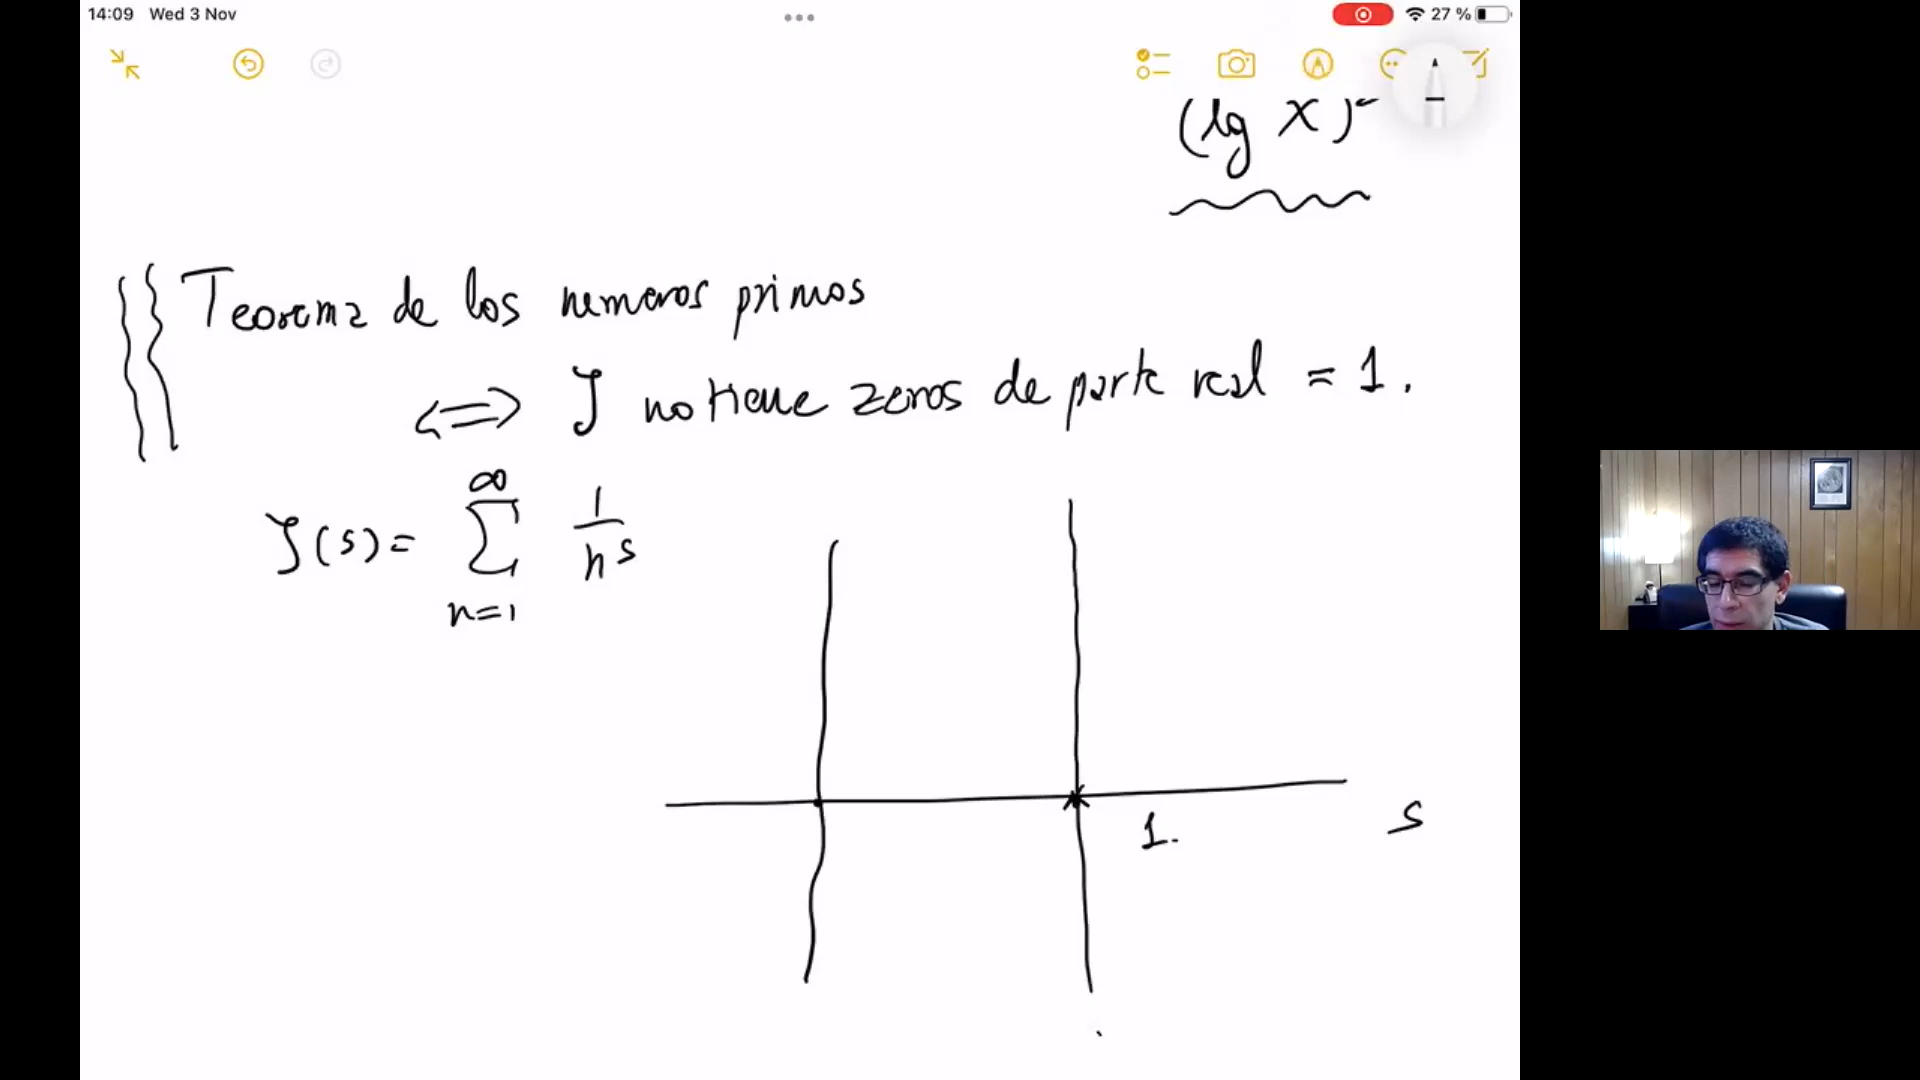 14:09 Wed 3 Nov
27 %
(lg X)
Teorema de los numeros primos
⟺ ζ no tiene zeros de parte real = 1.
ζ(s) = ∑_{n=1}^{∞} 1/n^s
1.
s